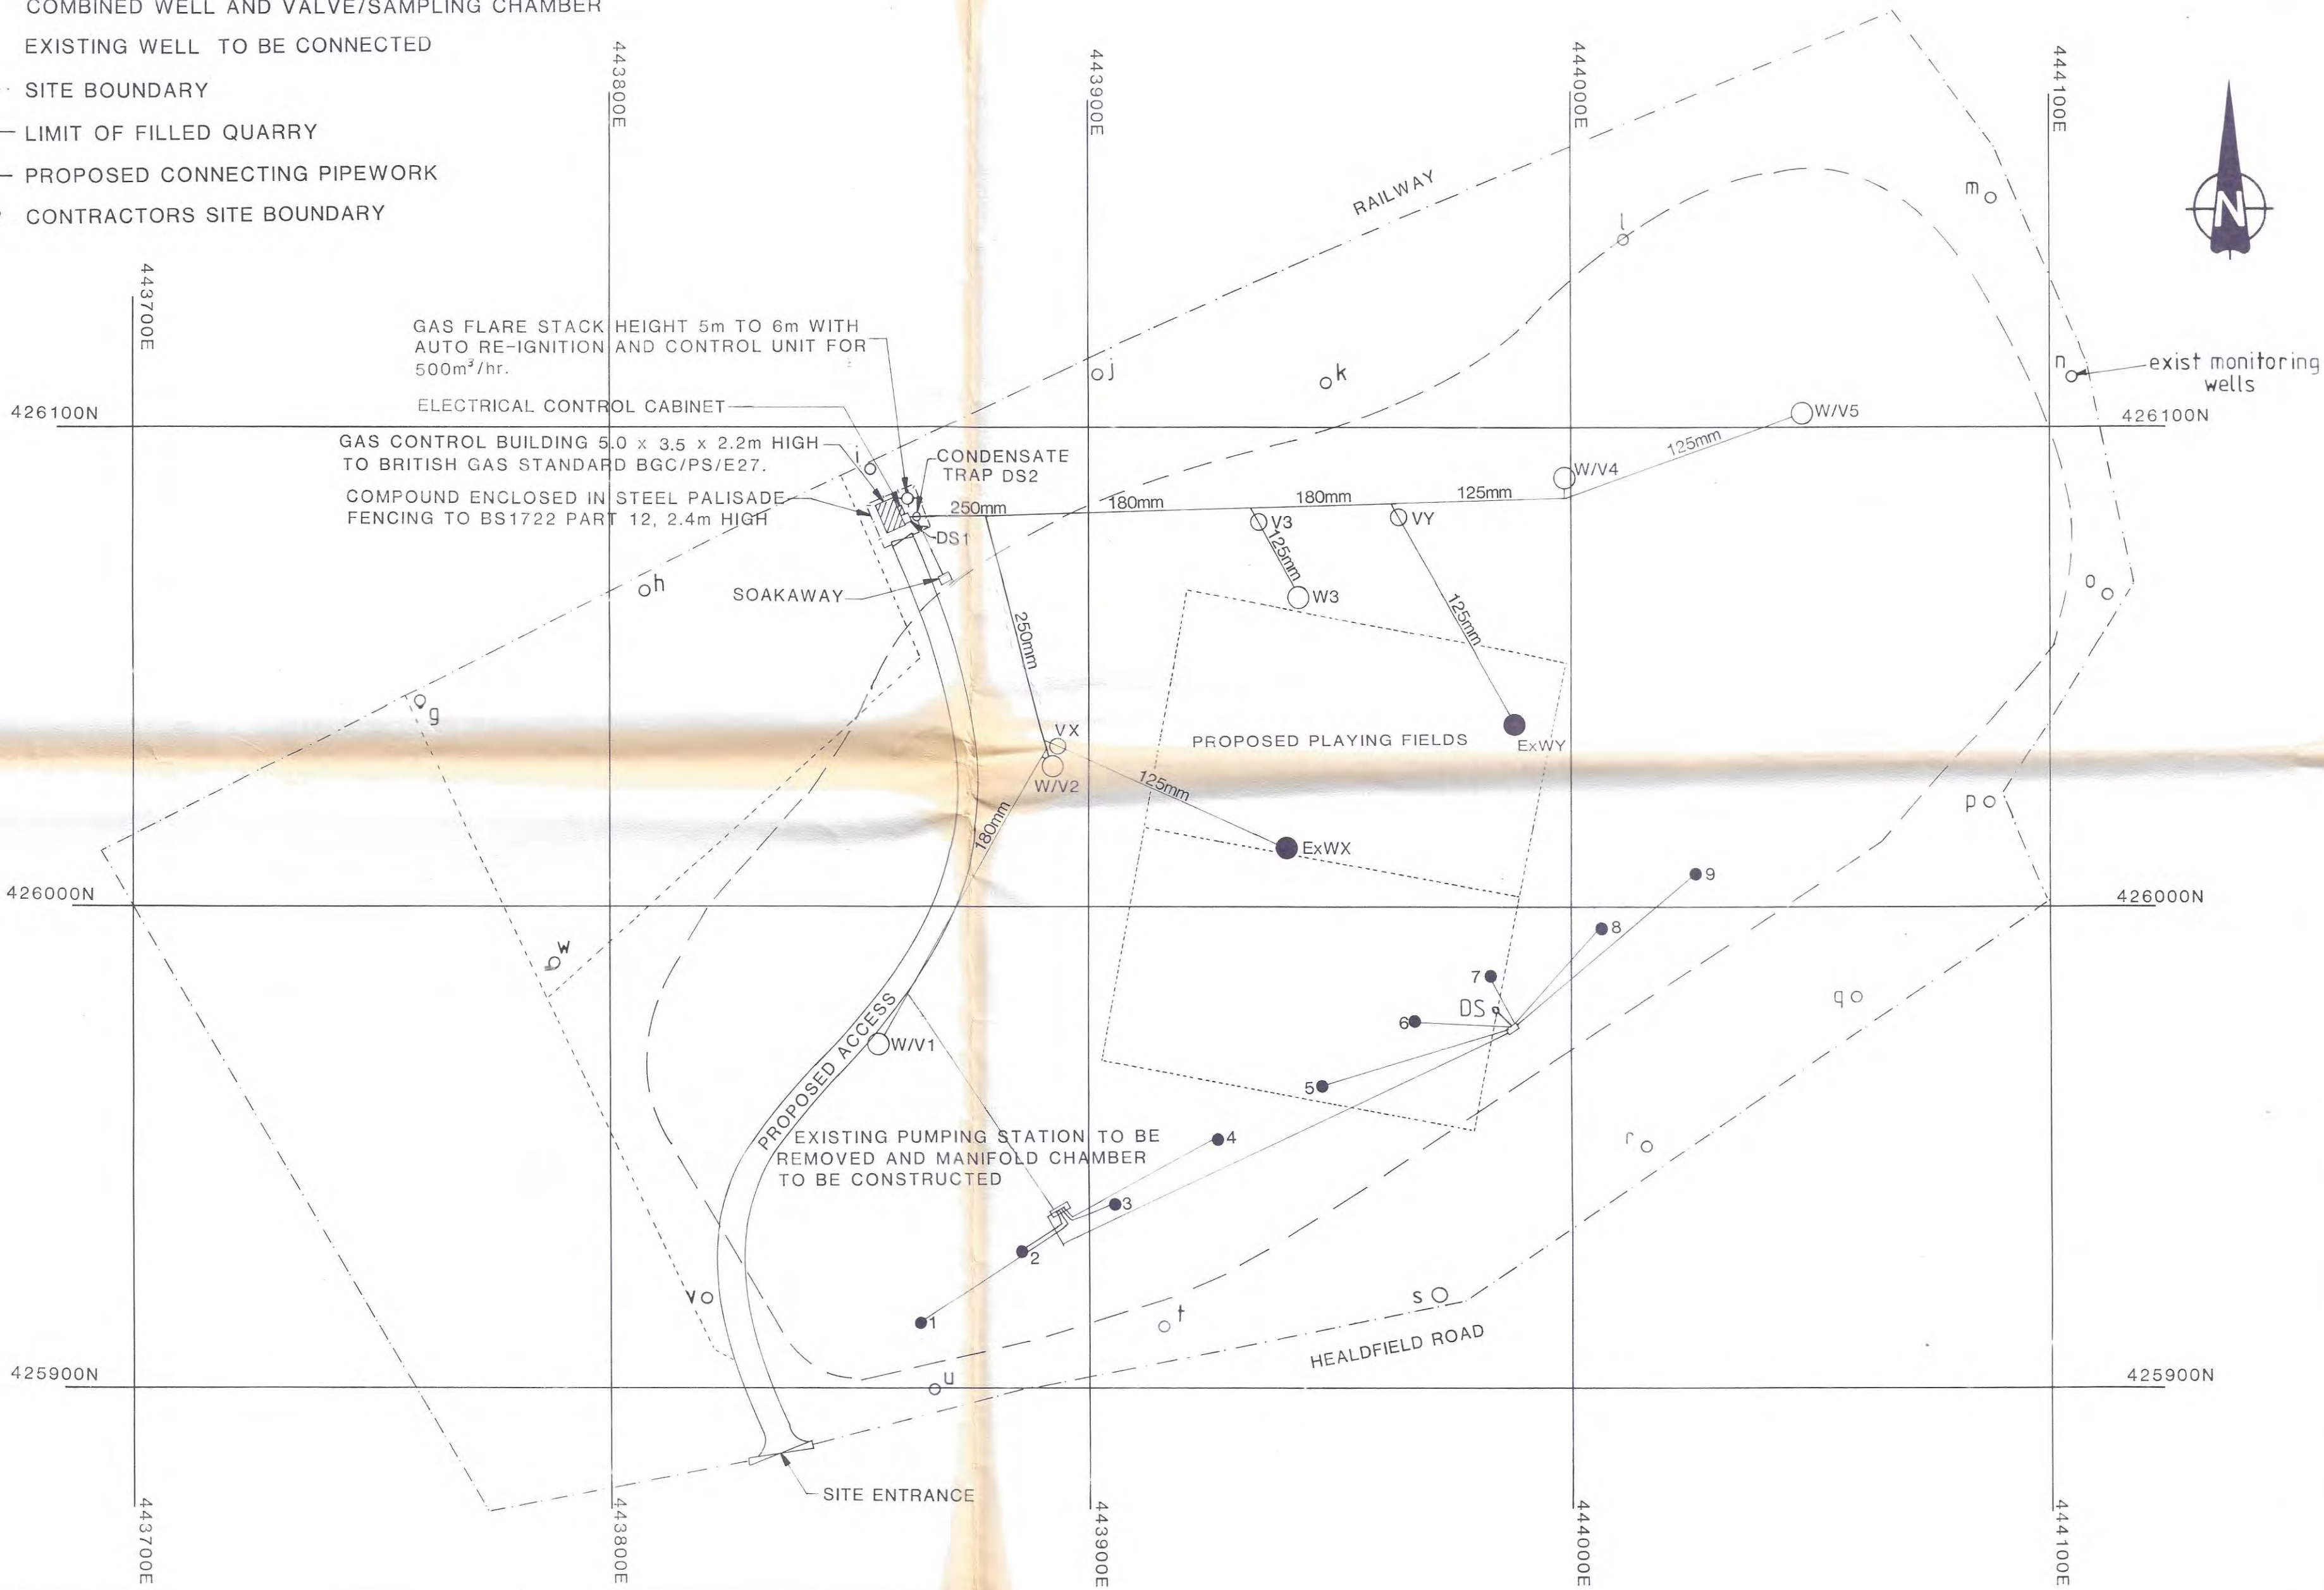 COMBINED WELL AND VALVE/SAMPLING CHAMBER
EXISTING WELL TO BE CONNECTED
SITE BOUNDARY
LIMIT OF FILLED QUARRY
PROPOSED CONNECTING PIPEWORK
CONTRACTORS SITE BOUNDARY
443700E
443800E
443900E
444000E
444100E
N
RAILWAY
GAS FLARE STACK HEIGHT 5m TO 6m WITH
AUTO RE-IGNITION AND CONTROL UNIT FOR
500m³/hr.
ELECTRICAL CONTROL CABINET
GAS CONTROL BUILDING 5.0 x 3.5 x 2.2m HIGH
TO BRITISH GAS STANDARD BGC/PS/E27.
COMPOUND ENCLOSED IN STEEL PALISADE
FENCING TO BS1722 PART 12, 2.4m HIGH
CONDENSATE
TRAP DS2
DS1
SOAKAWAY
426100N
426100N
m
l
n
exist monitoring
wells
j
k
i
h
g
o
W/V5
125mm
W/V4
250mm
180mm
180mm
125mm
V3
VY
125mm
W3
125mm
250mm
VX
W/V2
PROPOSED PLAYING FIELDS
ExWY
125mm
180mm
ExWX
p
426000N
426000N
9
8
w
7
DS
6
q
W/V1
PROPOSED ACCESS
5
EXISTING PUMPING STATION TO BE
REMOVED AND MANIFOLD CHAMBER
TO BE CONSTRUCTED
4
r
3
2
v
1
t
s
HEALDFIELD ROAD
u
425900N
425900N
SITE ENTRANCE
443700E
443800E
443900E
444000E
444100E